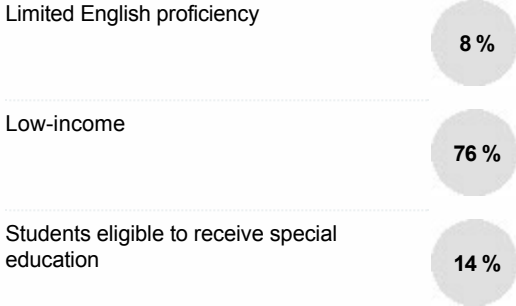 Limited English proficiency
8 %
Low-income
76 %
Students eligible to receive special
education
14 %